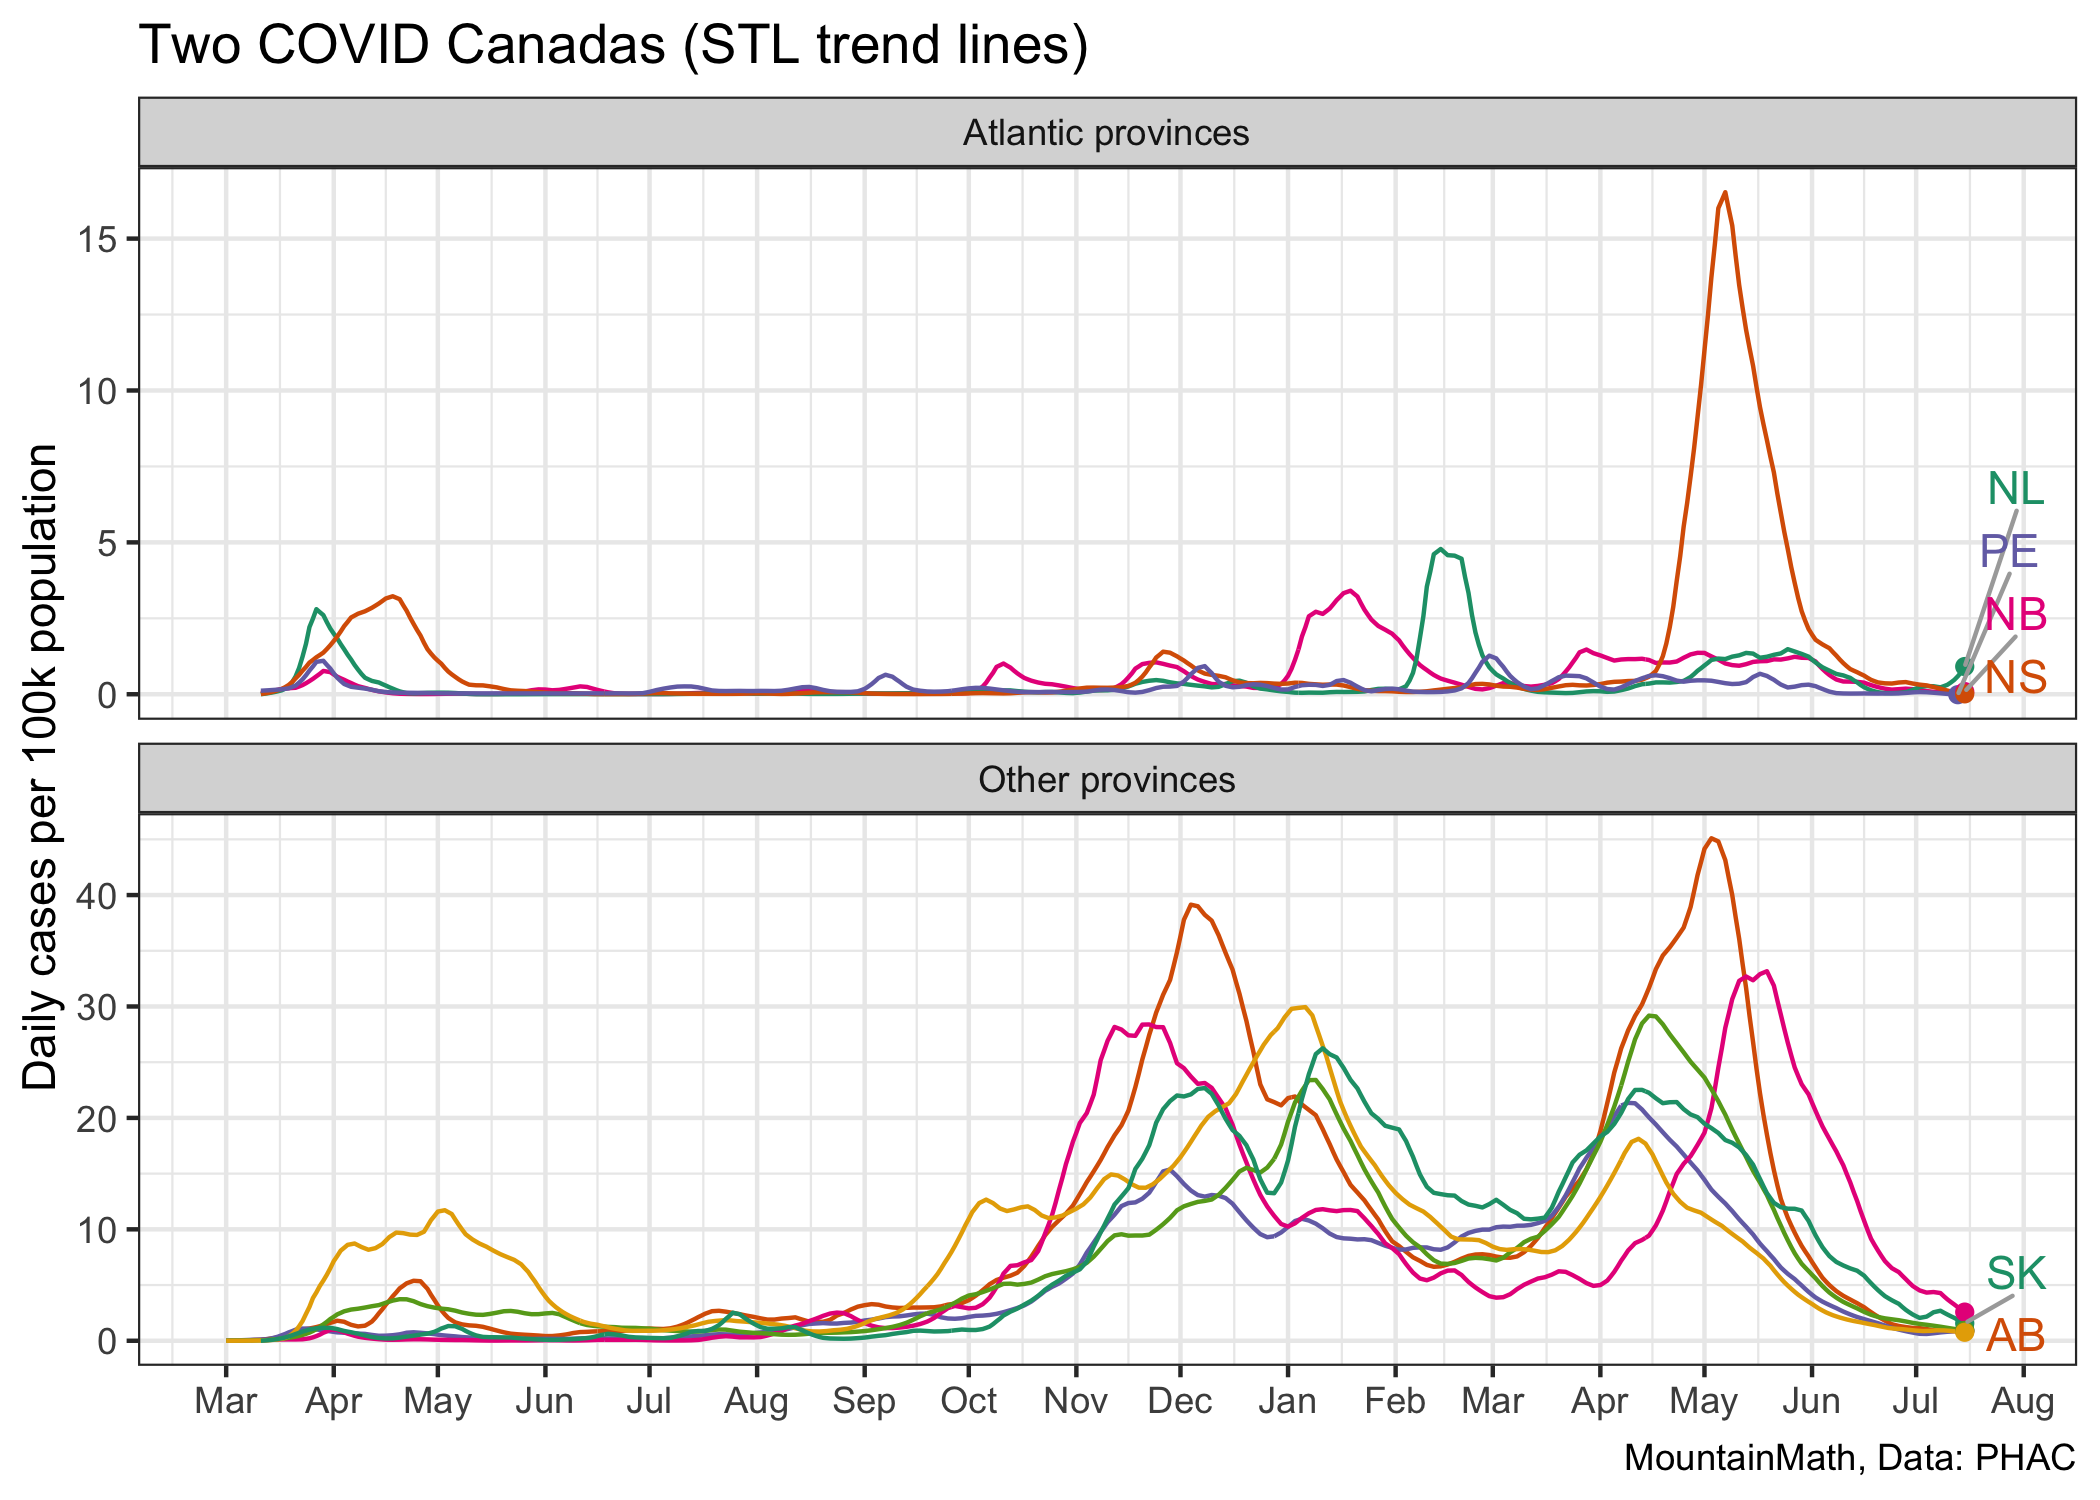 Two COVID Canadas (STL trend lines)
Atlantic provinces
15
10
5
0
NL
PE
NB
NS
Daily cases per 100k population
Other provinces
40
30
20
10
0
SK
AB
Mar Apr May Jun Jul Aug Sep Oct Nov Dec Jan Feb Mar Apr May Jun Jul Aug
MountainMath, Data: PHAC